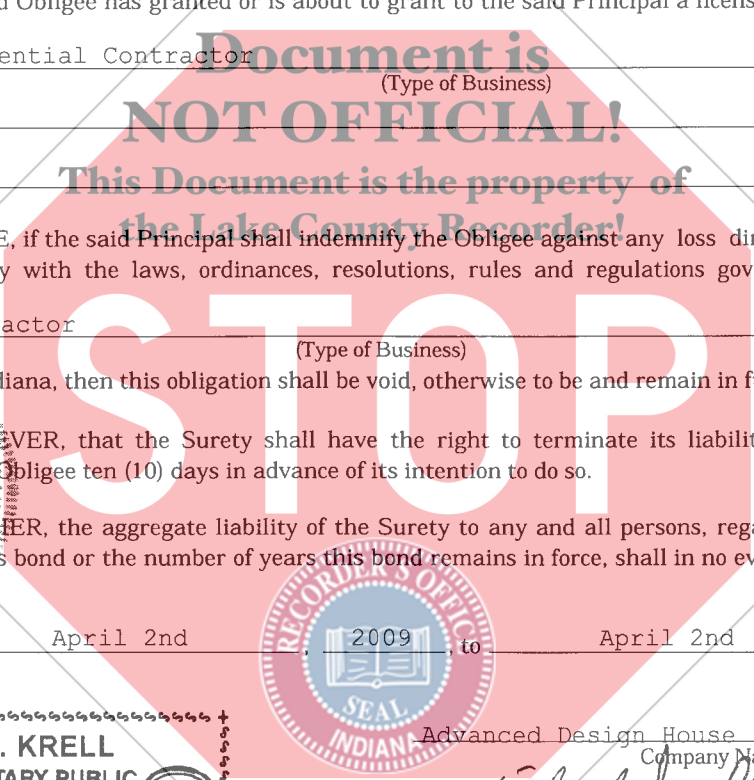 d Obligee has granted or is about to grant to the said Principal a licens
ential Contractor
Document is
(Type of Business)
NOT OFFICIAL!
This Document is the property of
the Lake County Recorder!
E, if the said Principal shall indemnify the Obligee against any loss di
y with the laws, ordinances, resolutions, rules and regulations gov
actor
STOP
(Type of Business)
diana, then this obligation shall be void, otherwise to be and remain in f
EVER, that the Surety shall have the right to terminate its liabilit
Obligee ten (10) days in advance of its intention to do so.
HER, the aggregate liability of the Surety to any and all persons, rega
s bond or the number of years this bond remains in force, shall in no ev
RECORDER'S OFFICE
April 2nd , 2009 , to April 2nd
SEAL
INDIANA
. KRELL
TARY PUBLIC
Advanced Design House
Company Na